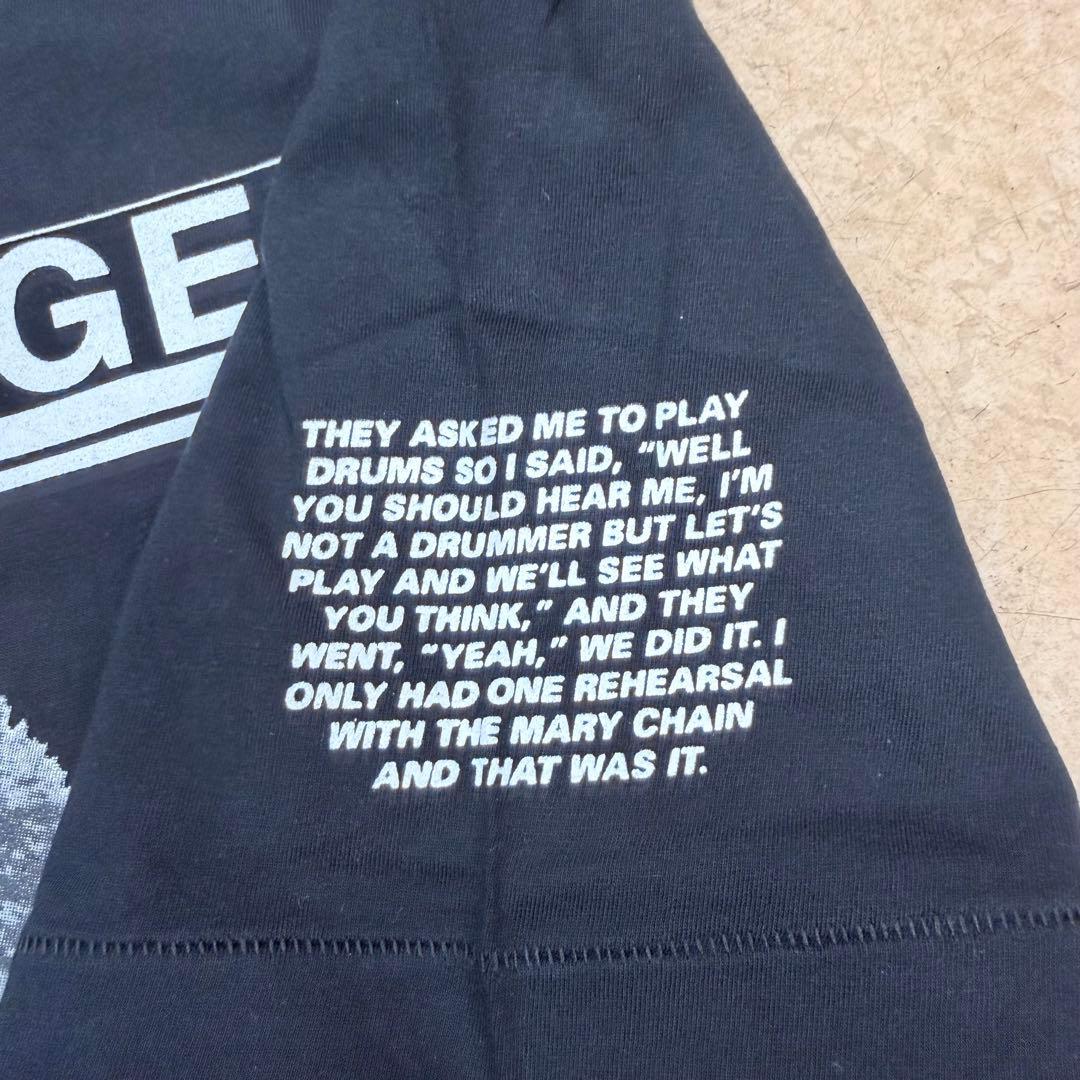 GE
THEY ASKED ME TO PLAY
DRUMS SO I SAID, "WELL
YOU SHOULD HEAR ME, I'M
NOT A DRUMMER BUT LET'S
PLAY AND WE'LL SEE WHAT
YOU THINK," AND THEY
WENT, "YEAH," WE DID IT. I
ONLY HAD ONE REHEARSAL
WITH THE MARY CHAIN
AND THAT WAS IT.